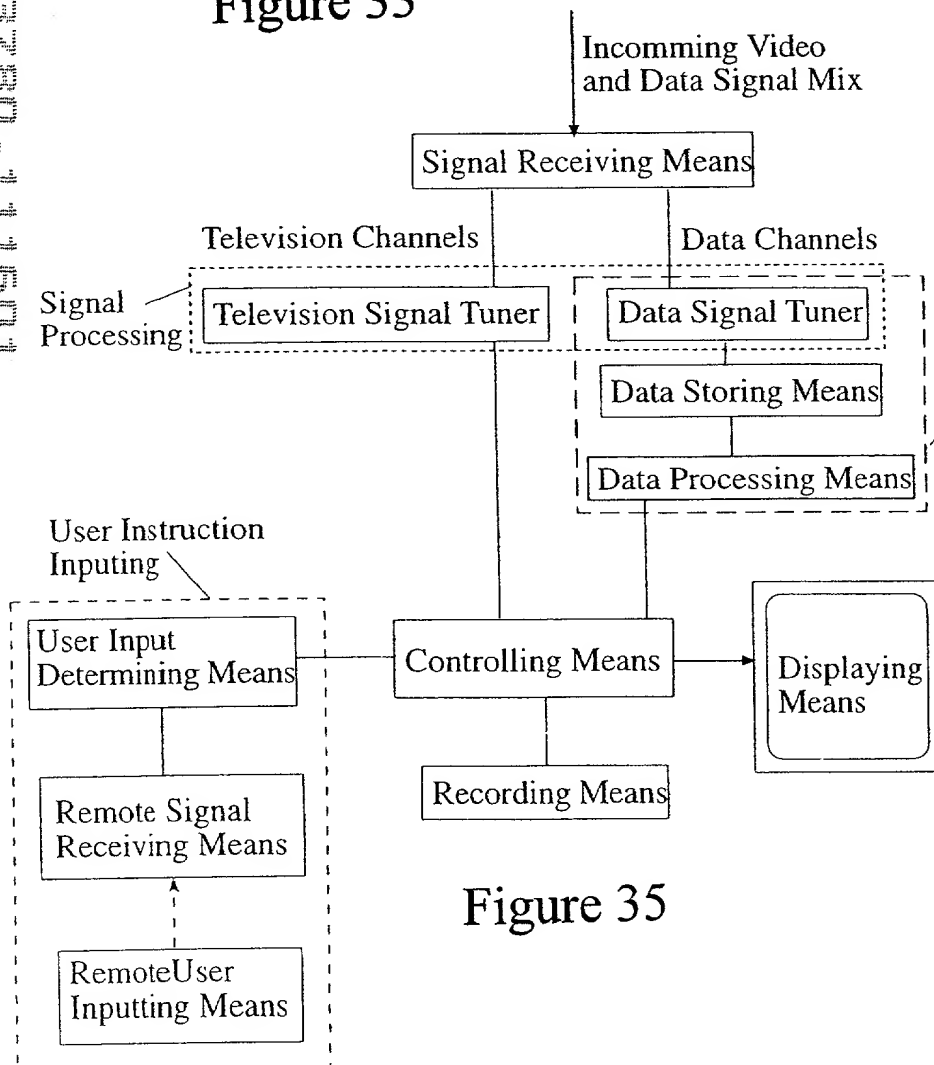 Figure 35
Incomming Video
and Data Signal Mix
Signal Receiving Means
Television Channels
Data Channels
Signal
Processing
Television Signal Tuner
Data Signal Tuner
Data Storing Means
Data Processing Means
User Instruction
Inputing
User Input
Determining Means
Controlling Means
Displaying
Means
Remote Signal
Receiving Means
Recording Means
RemoteUser
Inputting Means
Figure 35